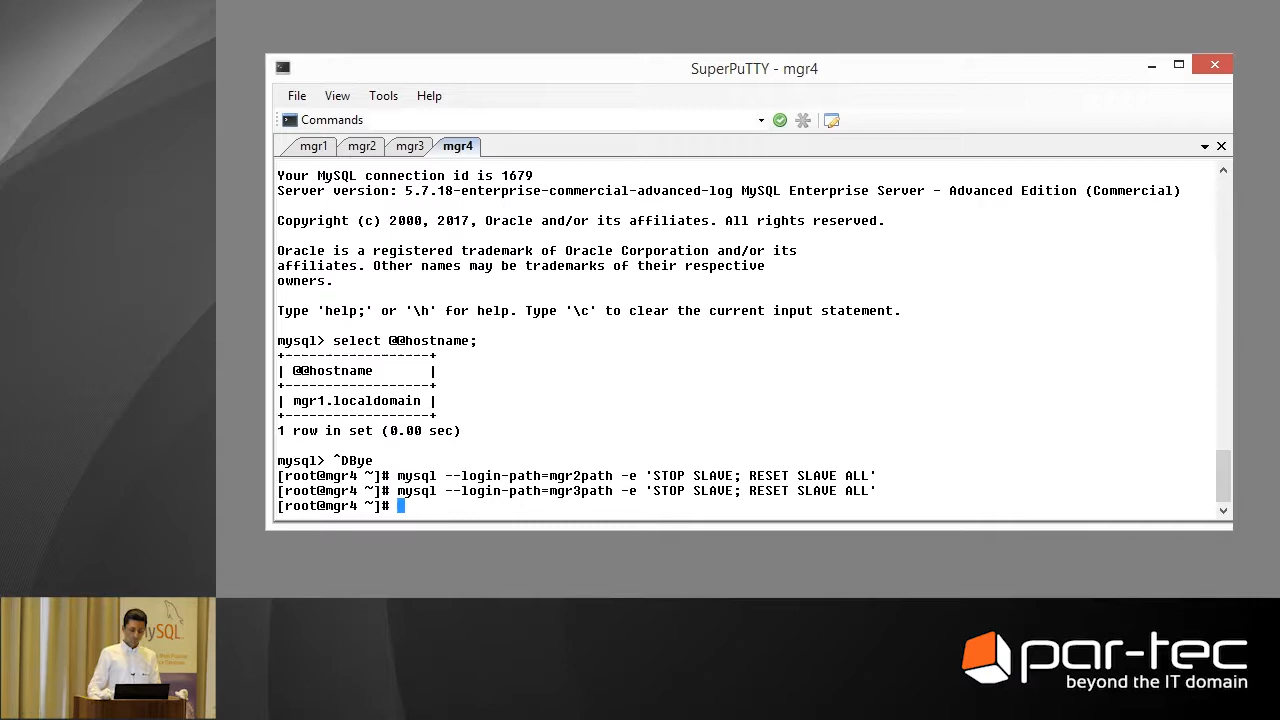 SuperPuTTY - mgr4
File View Tools Help
Commands
mgr1 mgr2 mgr3 mgr4
Your MySQL connection id is 1679
Server version: 5.7.18-enterprise-commercial-advanced-log MySQL Enterprise Server - Advanced Edition (Commercial)
Copyright (c) 2000, 2017, Oracle and/or its affiliates. All rights reserved.
Oracle is a registered trademark of Oracle Corporation and/or its
affiliates. Other names may be trademarks of their respective
owners.
Type 'help;' or '\h' for help. Type '\c' to clear the current input statement.
mysql> select @@hostname;
+------------------+
| @@hostname       |
+------------------+
| mgr1.localdomain |
+------------------+
1 row in set (0.00 sec)
mysql> ^DBye
[root@mgr4 ~]# mysql --login-path=mgr2path -e 'STOP SLAVE; RESET SLAVE ALL'
[root@mgr4 ~]# mysql --login-path=mgr3path -e 'STOP SLAVE; RESET SLAVE ALL'
[root@mgr4 ~]#
MySQL
par-tec
beyond the IT domain